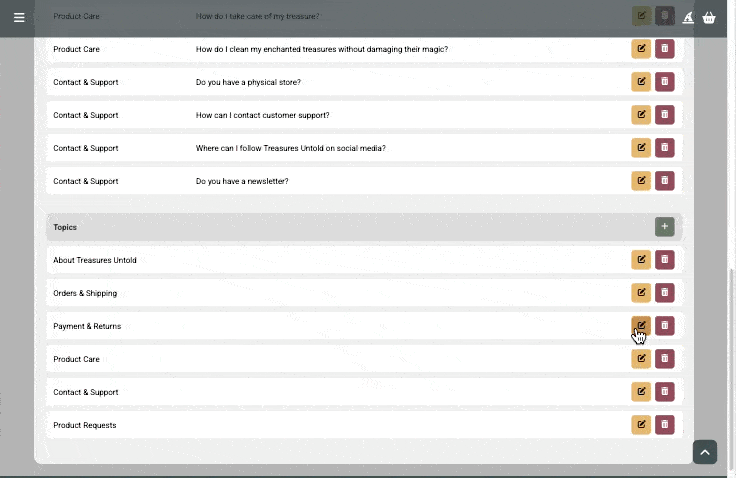 Product Care How do I take care of my treasure?
Product Care How do I clean my enchanted treasures without damaging their magic?
Contact & Support Do you have a physical store?
Contact & Support How can I contact customer support?
Contact & Support Where can I follow Treasures Untold on social media?
Contact & Support Do you have a newsletter?
Topics
About Treasures Untold
Orders & Shipping
Payment & Returns
Product Care
Contact & Support
Product Requests